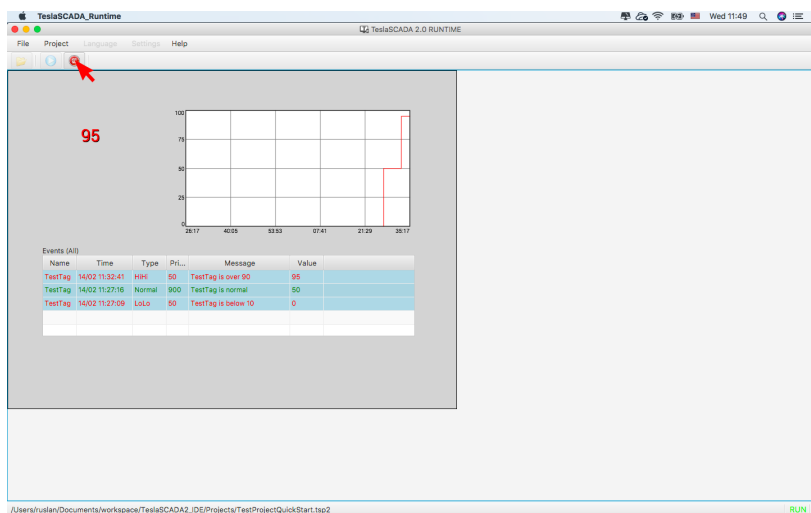 TeslaSCADA_Runtime
Wed 11:49
TeslaSCADA 2.0 RUNTIME
File Project Language Settings Help
95
100
75
50
25
0
26:17 40:05 53:53 07:41 21:29 35:17
Events (All)
Name Time Type Pri... Message Value
TestTag 14/02 11:32:41 HiHi 50 TestTag is over 90 95
TestTag 14/02 11:27:16 Normal 900 TestTag is normal 50
TestTag 14/02 11:27:09 LoLo 50 TestTag is below 10 0
/Users/ruslan/Documents/workspace/TeslaSCADA2_IDE/Projects/TestProjectQuickStart.tsp2 RUN